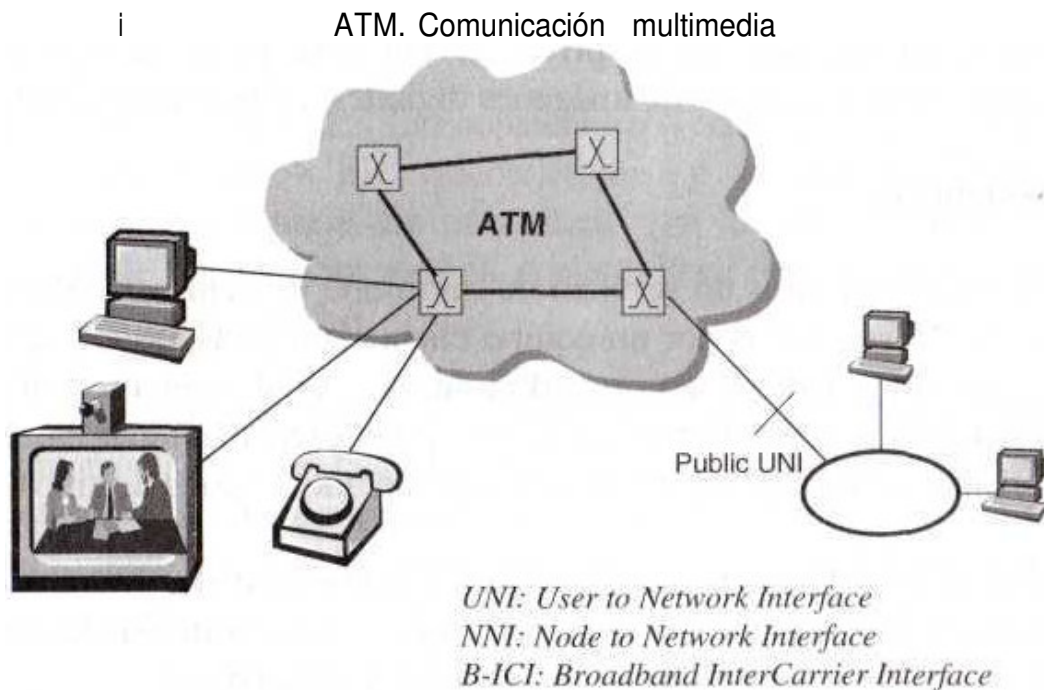 i ATM. Comunicación multimedia
ATM
Public UNI
UNI: User to Network Interface
NNI: Node to Network Interface
B-ICI: Broadband InterCarrier Interface